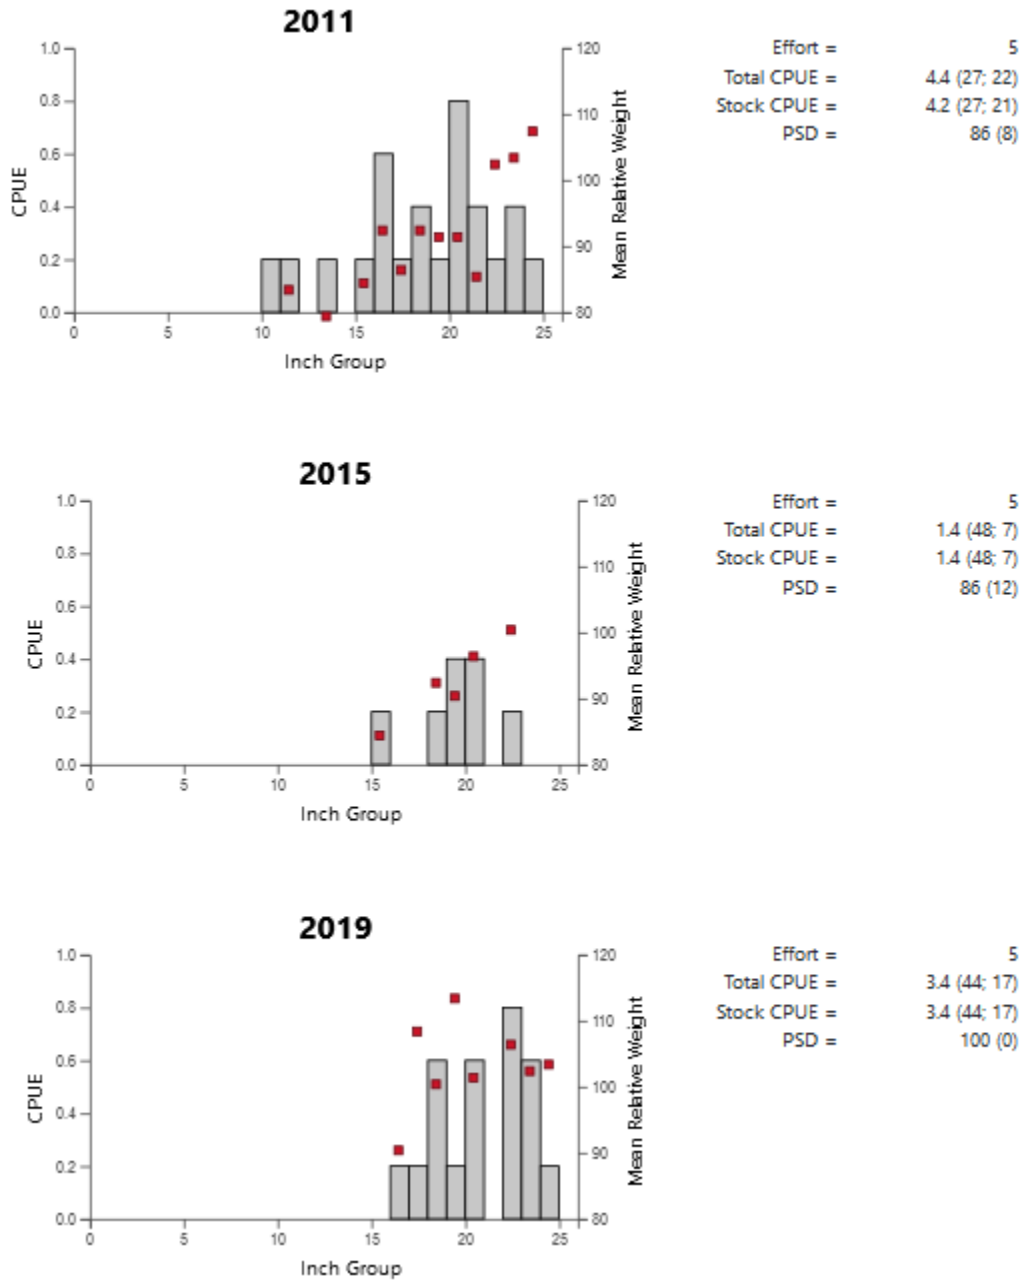 2011
1.0
120
Effort = 5
0.8
110
Total CPUE = 4.4 (27; 22)
Stock CPUE = 4.2 (27; 21)
PSD = 86 (8)
CPUE
0.6
100
0.4
90
0.2
0.0
80
Mean Relative Weight
0 5 10 15 20 25
Inch Group
2015
1.0
120
Effort = 5
0.8
110
Total CPUE = 1.4 (48; 7)
Stock CPUE = 1.4 (48; 7)
PSD = 86 (12)
CPUE
0.6
100
0.4
90
0.2
0.0
80
Mean Relative Weight
0 5 10 15 20 25
Inch Group
2019
1.0
120
Effort = 5
0.8
110
Total CPUE = 3.4 (44; 17)
Stock CPUE = 3.4 (44; 17)
PSD = 100 (0)
CPUE
0.6
100
0.4
90
0.2
0.0
80
Mean Relative Weight
0 5 10 15 20 25
Inch Group